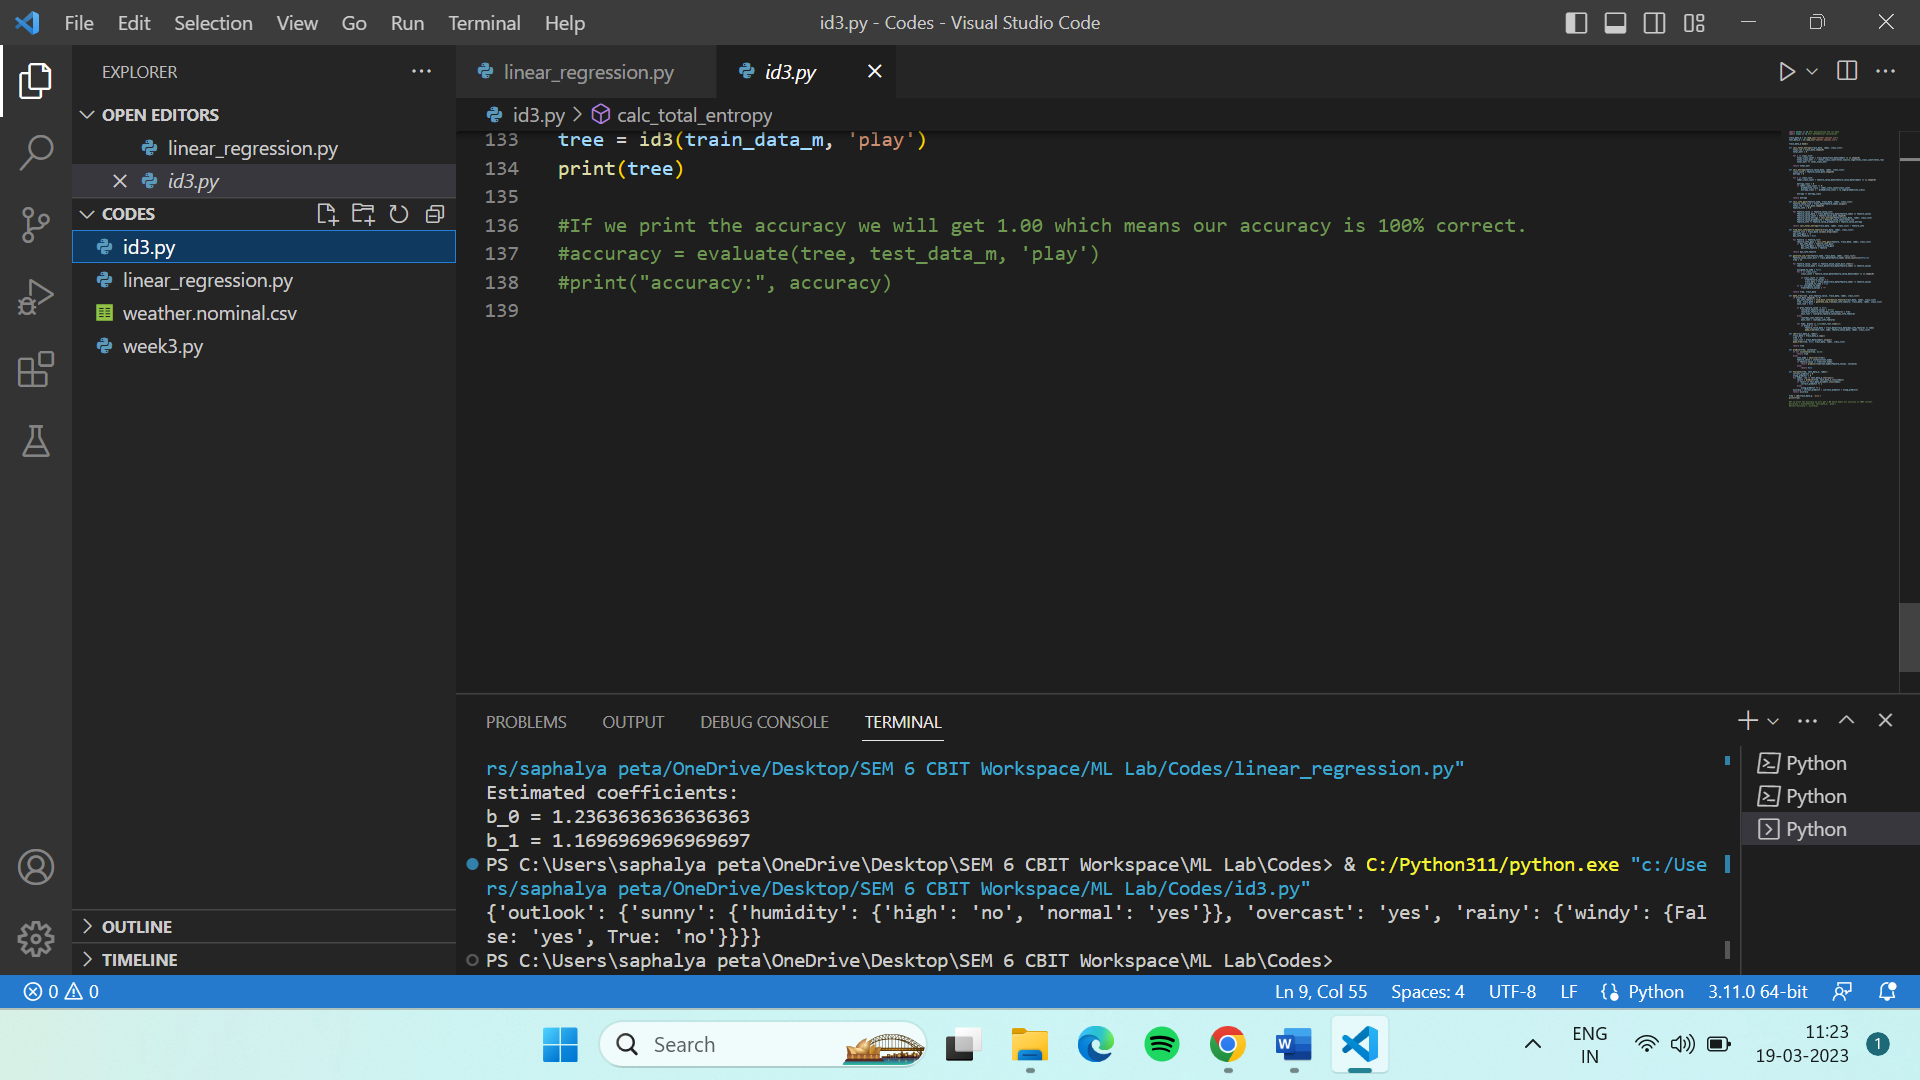 File Edit Selection View Go Run Terminal Help
id3.py - Codes - Visual Studio Code
EXPLORER
OPEN EDITORS
linear_regression.py
id3.py
CODES
id3.py
linear_regression.py
weather.nominal.csv
week3.py
OUTLINE
TIMELINE
linear_regression.py
id3.py
id3.py > calc_total_entropy
133 tree = id3(train_data_m, 'play')
134 print(tree)
135
136 #If we print the accuracy we will get 1.00 which means our accuracy is 100% correct.
137 #accuracy = evaluate(tree, test_data_m, 'play')
138 #print("accuracy:", accuracy)
139
PROBLEMS OUTPUT DEBUG CONSOLE TERMINAL
rs/saphalya peta/OneDrive/Desktop/SEM 6 CBIT Workspace/ML Lab/Codes/linear_regression.py"
Estimated coefficients:
b_0 = 1.2363636363636363
b_1 = 1.1696969696969697
PS C:\Users\saphalya peta\OneDrive\Desktop\SEM 6 CBIT Workspace\ML Lab\Codes> & C:/Python311/python.exe "c:/Use
rs/saphalya peta/OneDrive/Desktop/SEM 6 CBIT Workspace/ML Lab/Codes/id3.py"
{'outlook': {'sunny': {'humidity': {'high': 'no', 'normal': 'yes'}}, 'overcast': 'yes', 'rainy': {'windy': {Fal
se: 'yes', True: 'no'}}}}
PS C:\Users\saphalya peta\OneDrive\Desktop\SEM 6 CBIT Workspace\ML Lab\Codes>
Python
Python
Python
0 0
Ln 9, Col 55 Spaces: 4 UTF-8 LF Python 3.11.0 64-bit
Search
ENG
IN
11:23
19-03-2023
1